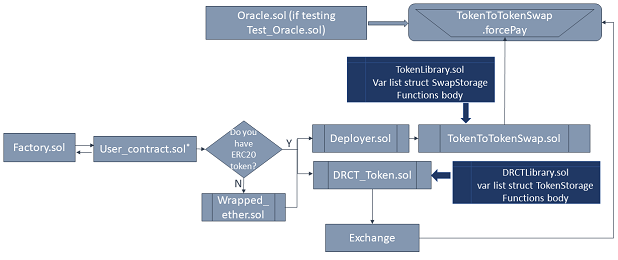 Oracle.sol (if testing
Test_Oracle.sol)
TokenToTokenSwap
.forcePay
TokenLibrary.sol
Var list struct SwapStorage
Functions body
Factory.sol
User_contract.sol*
Do you
have
ERC20
token?
Y
N
Deployer.sol
TokenToTokenSwap.sol
Wrapped_
ether.sol
DRCT_Token.sol
DRCTLibrary.sol
var list struct TokenStorage
Functions body
Exchange